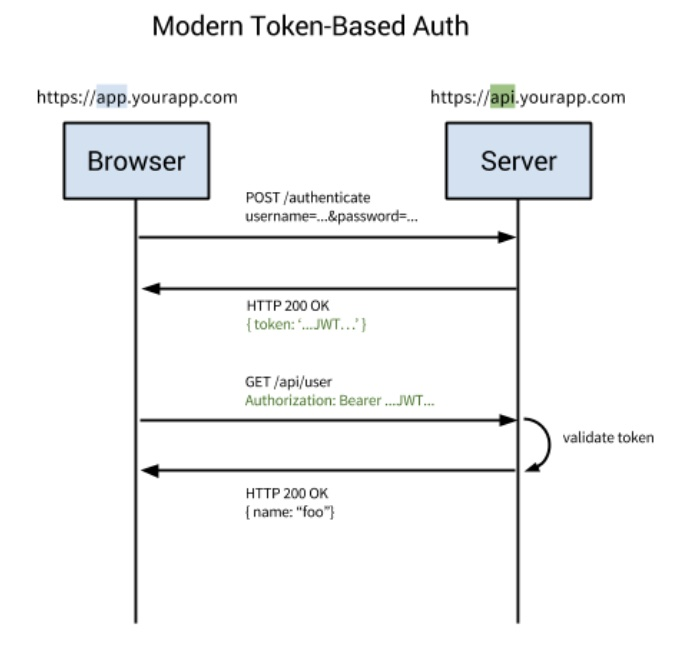 Modern Token-Based Auth
https://app.yourapp.com
https://api.yourapp.com
Browser
Server
POST /authenticate
username=...&password=...
HTTP 200 OK
{ token: ‘...JWT...’ }
GET /api/user
Authorization: Bearer ...JWT...
validate token
HTTP 200 OK
{ name: “foo”}